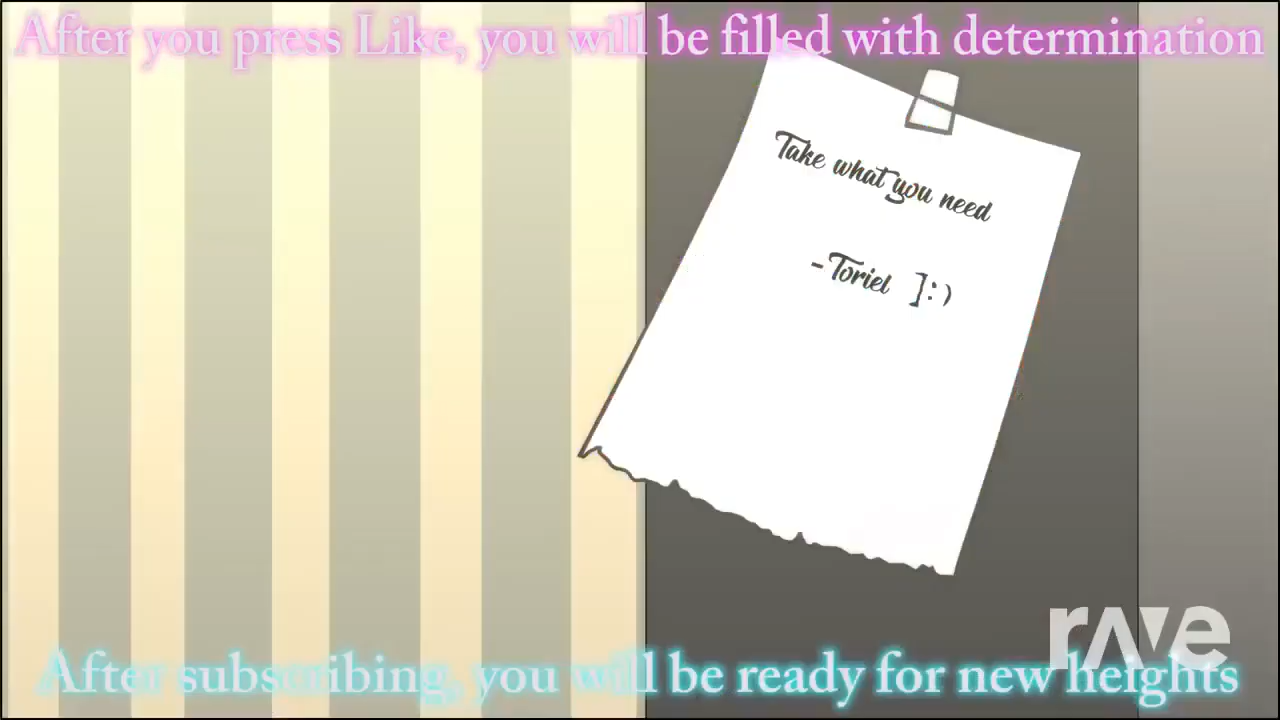 After you press Like, you will be filled with determination
Take what you need
-Toriel ]:)
rave
After subscribing, you will be ready for new heights